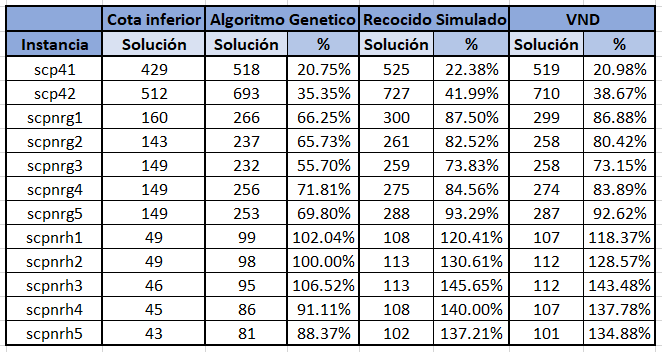 Cota inferior Algoritmo Genetico Recocido Simulado VND
Instancia Solución Solución % Solución % Solución %
scp41 429 518 20.75% 525 22.38% 519 20.98%
scp42 512 693 35.35% 727 41.99% 710 38.67%
scpnrg1 160 266 66.25% 300 87.50% 299 86.88%
scpnrg2 143 237 65.73% 261 82.52% 258 80.42%
scpnrg3 149 232 55.70% 259 73.83% 258 73.15%
scpnrg4 149 256 71.81% 275 84.56% 274 83.89%
scpnrg5 149 253 69.80% 288 93.29% 287 92.62%
scpnrh1 49 99 102.04% 108 120.41% 107 118.37%
scpnrh2 49 98 100.00% 113 130.61% 112 128.57%
scpnrh3 46 95 106.52% 113 145.65% 112 143.48%
scpnrh4 45 86 91.11% 108 140.00% 107 137.78%
scpnrh5 43 81 88.37% 102 137.21% 101 134.88%